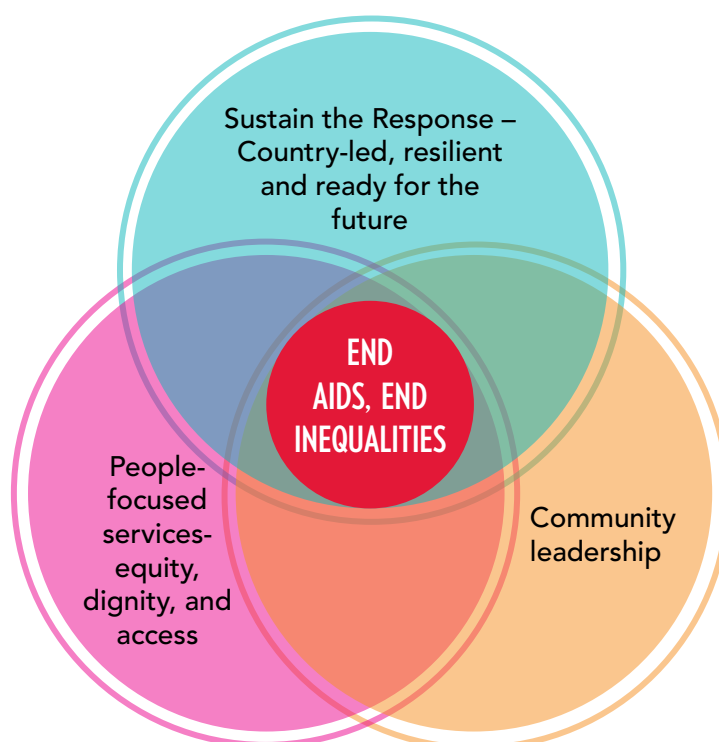 Sustain the Response –
Country-led, resilient
and ready for the
future
END
AIDS, END
INEQUALITIES
People-
focused
services-
equity,
dignity, and
access
Community
leadership